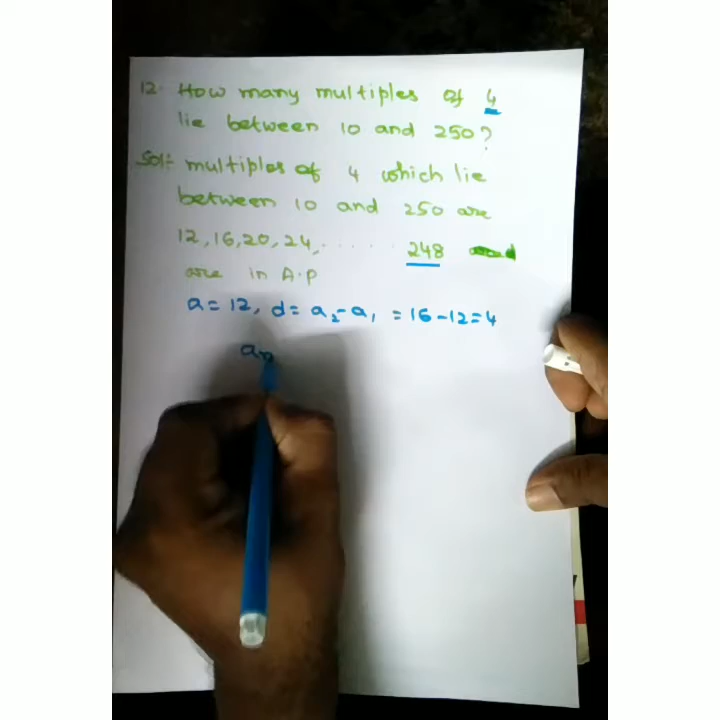 12. How many multiples of 4
lie between 10 and 250?
Sol:- multiples of 4 which lie
between 10 and 250 are
12, 16, 20, 24, ...... 248
are in A.P
a = 12, d = a₂ - a₁ = 16 - 12 = 4
aₙ